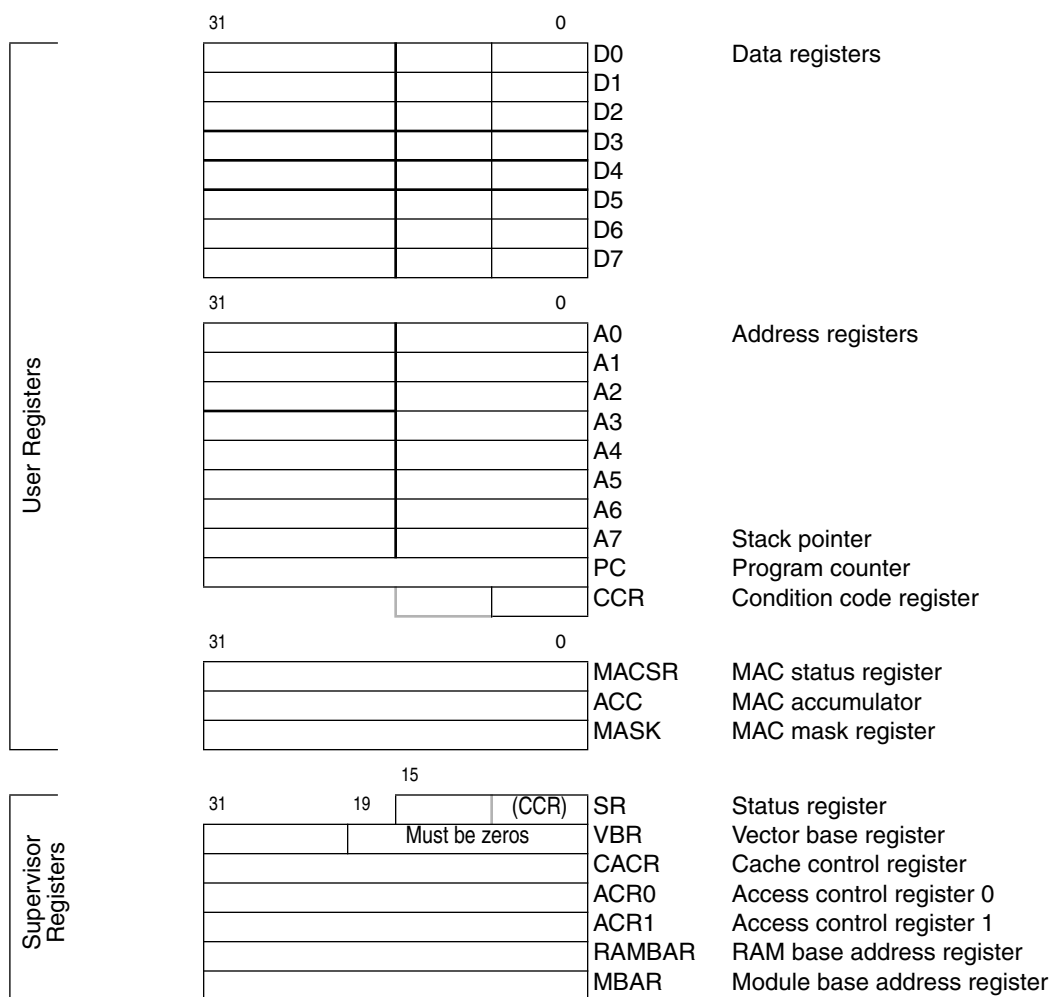 31 0
D0 Data registers
D1
D2
D3
D4
D5
D6
D7
31 0
A0 Address registers
A1
A2
A3
A4
A5
A6
A7 Stack pointer
PC Program counter
CCR Condition code register
31 0
MACSR MAC status register
ACC MAC accumulator
MASK MAC mask register
User Registers
15
31 19 (CCR) SR Status register
Must be zeros VBR Vector base register
CACR Cache control register
ACR0 Access control register 0
ACR1 Access control register 1
RAMBAR RAM base address register
MBAR Module base address register
Supervisor
Registers